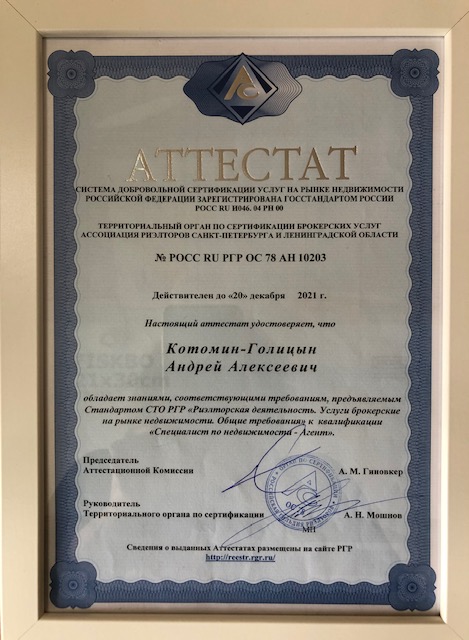 АТТЕСТАТ
СИСТЕМА ДОБРОВОЛЬНОЙ СЕРТИФИКАЦИИ УСЛУГ НА РЫНКЕ НЕДВИЖИМОСТИ
РОССИЙСКОЙ ФЕДЕРАЦИИ ЗАРЕГИСТРИРОВАНА ГОССТАНДАРТОМ РОССИИ
РОСС RU И046. 04 РН 00
ТЕРРИТОРИАЛЬНЫЙ ОРГАН ПО СЕРТИФИКАЦИИ БРОКЕРСКИХ УСЛУГ
АССОЦИАЦИЯ РИЭЛТОРОВ САНКТ-ПЕТЕРБУРГА И ЛЕНИНГРАДСКОЙ ОБЛАСТИ
№ РОСС RU РГР ОС 78 АН 10203
Действителен до «20» декабря 2021 г.
Настоящий аттестат удостоверяет, что
Котомин-Голицын
Андрей Алексеевич
обладает знаниями, соответствующими требованиям, предъявляемым
Стандартом СТО РГР «Риэлторская деятельность. Услуги брокерские
на рынке недвижимости. Общие требования» к квалификации
«Специалист по недвижимости - Агент».
Председатель
Аттестационной Комиссии А. М. Гиновкер
Руководитель
Территориального органа по сертификации А. Н. Мошнов
МП
Сведения о выданных Аттестатах размещены на сайте РГР
http://reestr.rgr.ru/